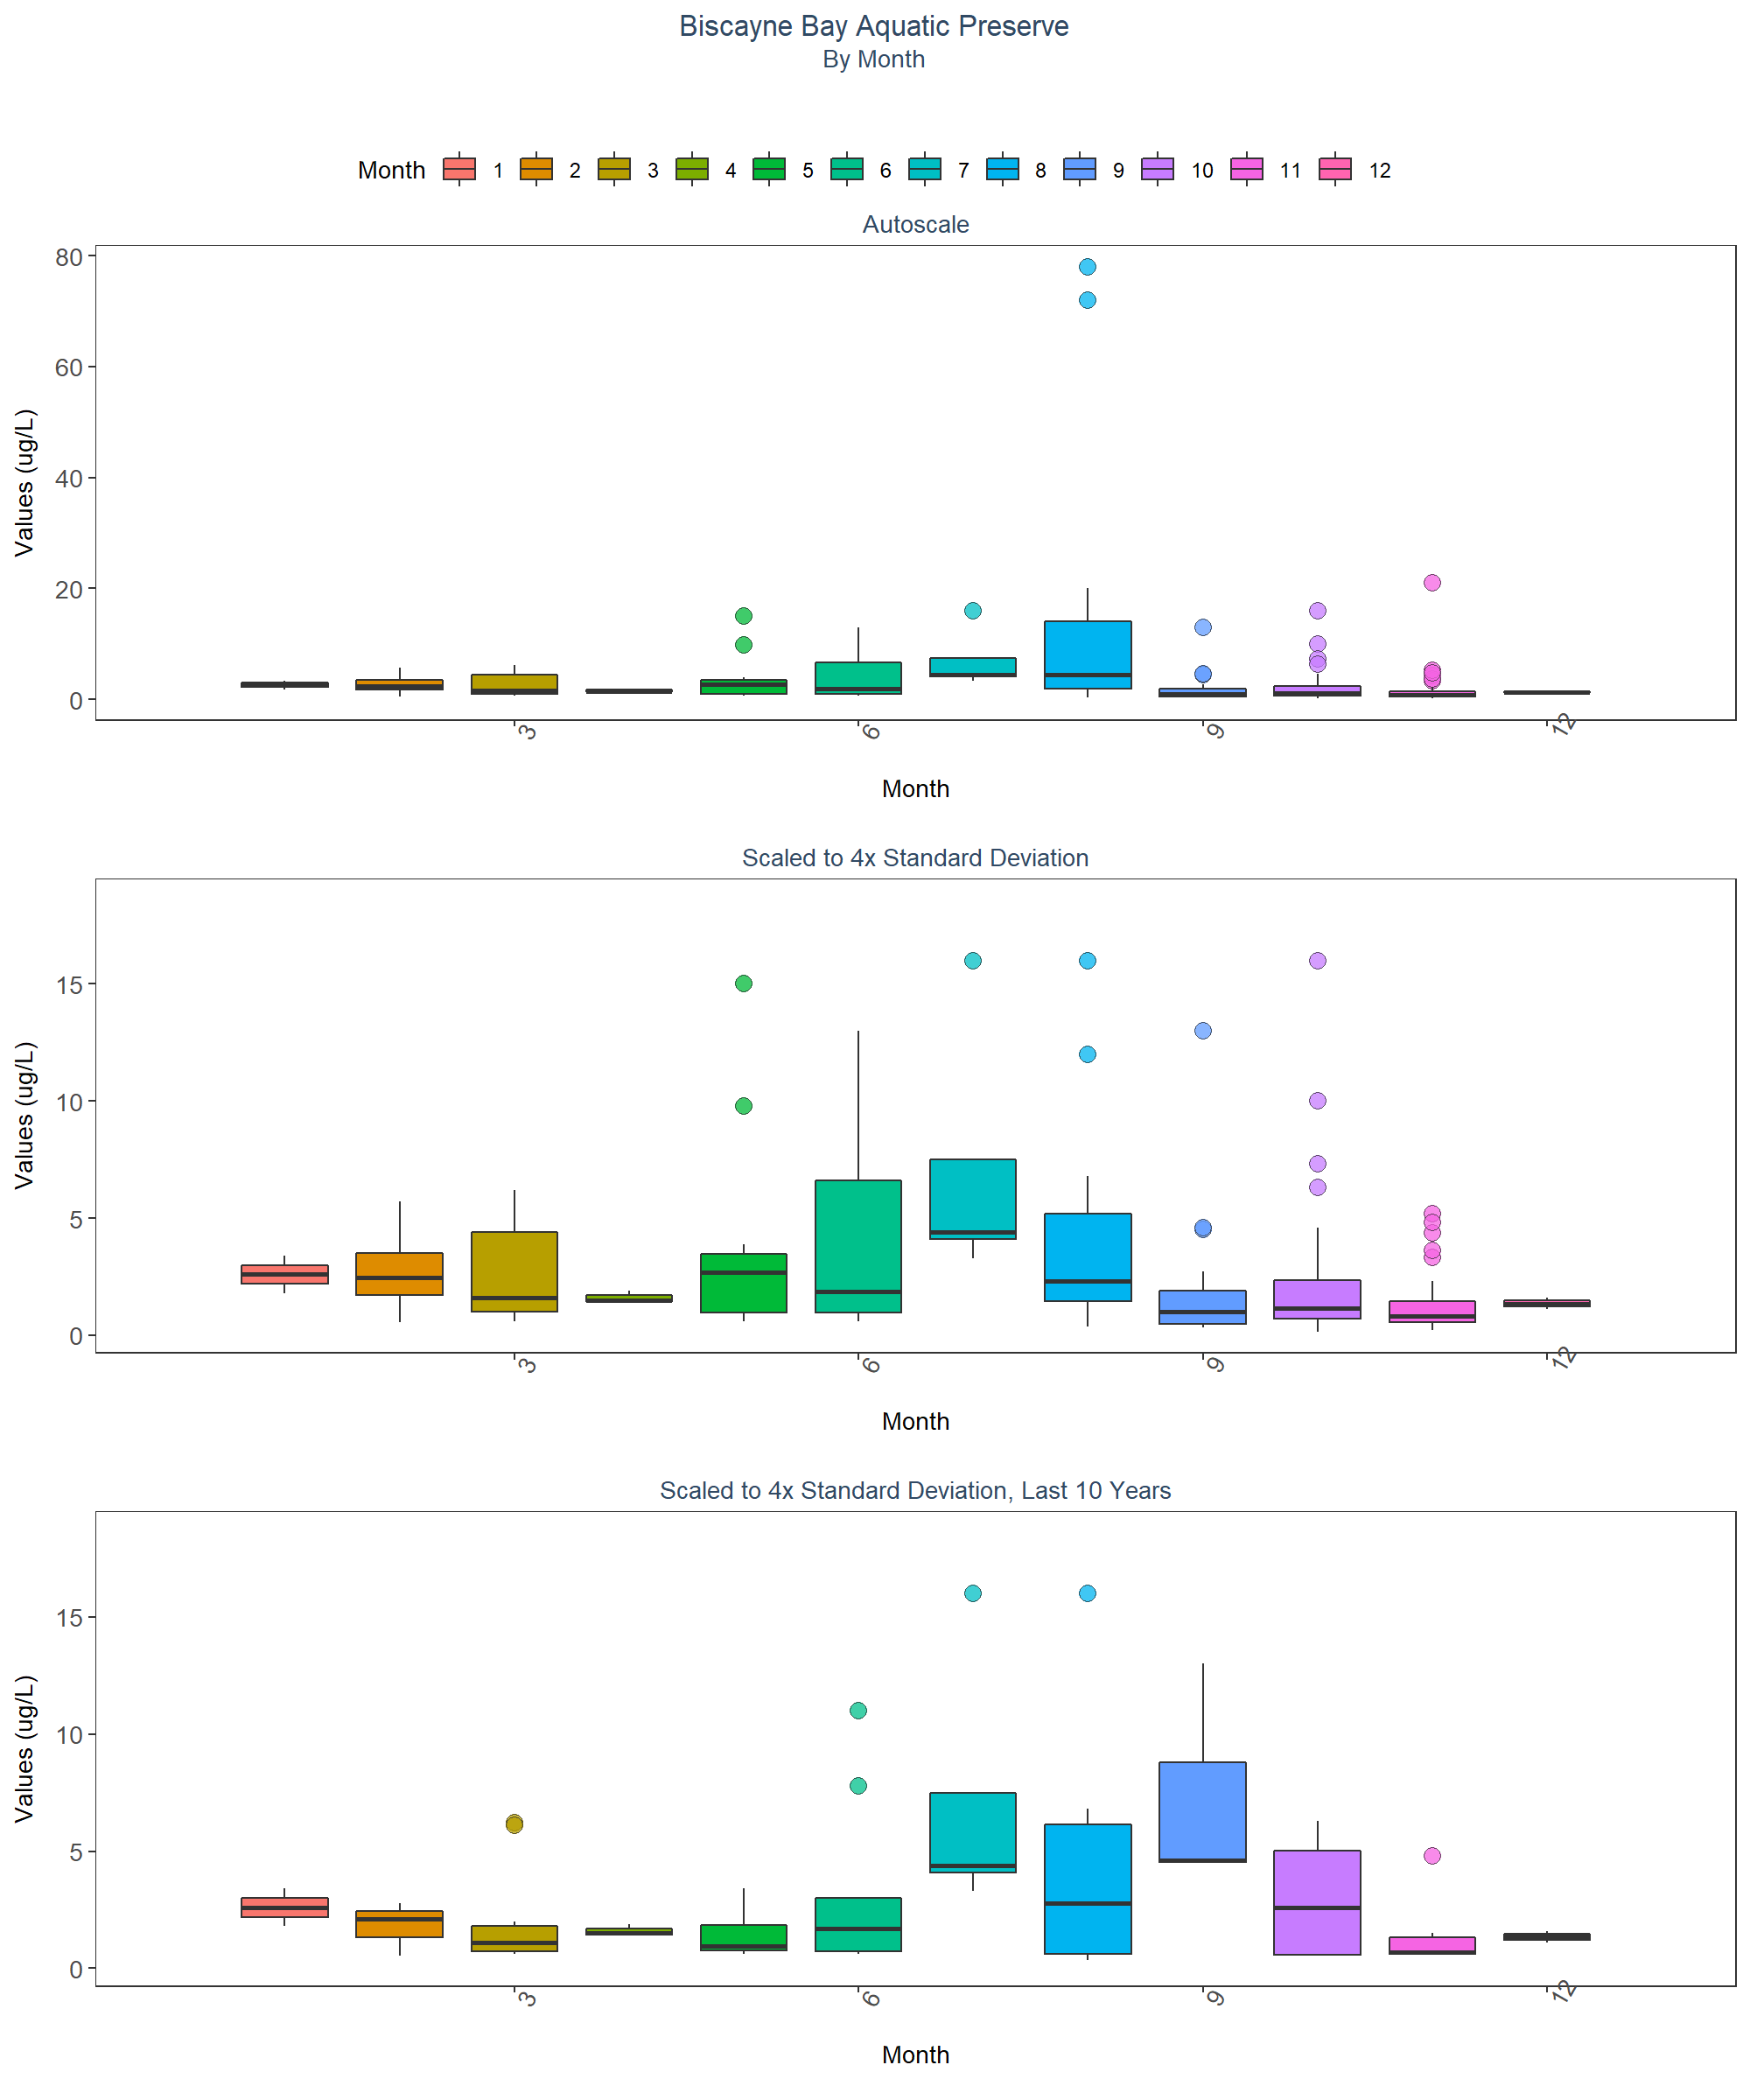 Biscayne Bay Aquatic Preserve
By Month
Month 1 2 3 4 5 6 7 8 9 10 11 12
Autoscale
Values (ug/L)
80
60
40
20
0
3 6 9 12
Month
Scaled to 4x Standard Deviation
Values (ug/L)
15
10
5
0
3 6 9 12
Month
Scaled to 4x Standard Deviation, Last 10 Years
Values (ug/L)
15
10
5
0
3 6 9 12
Month